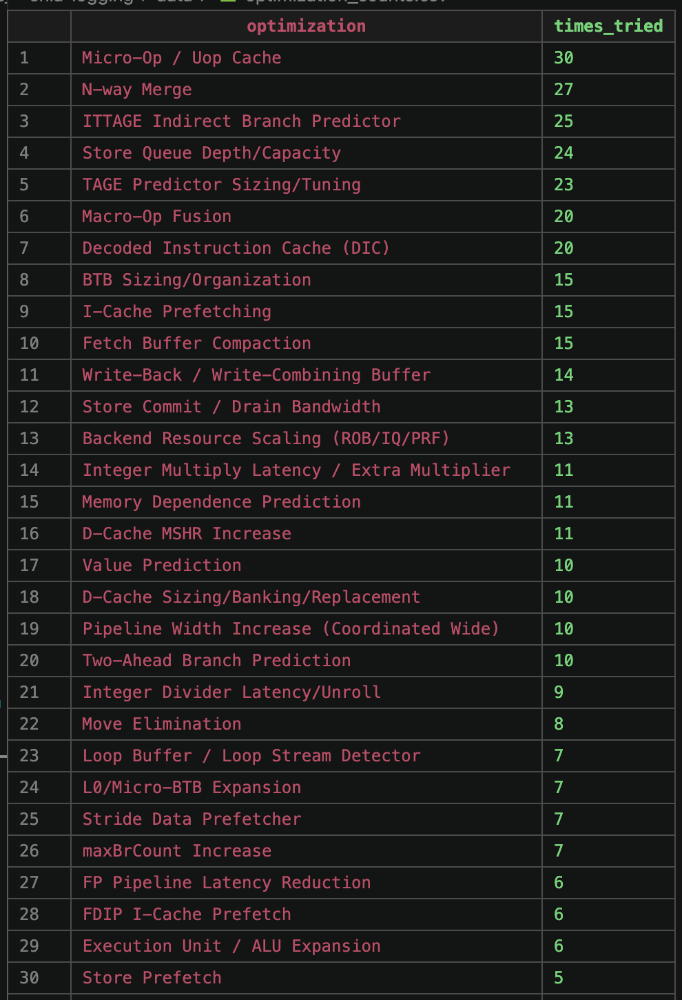 optimization times_tried
1 Micro-Op / Uop Cache 30
2 N-way Merge 27
3 ITTAGE Indirect Branch Predictor 25
4 Store Queue Depth/Capacity 24
5 TAGE Predictor Sizing/Tuning 23
6 Macro-Op Fusion 20
7 Decoded Instruction Cache (DIC) 20
8 BTB Sizing/Organization 15
9 I-Cache Prefetching 15
10 Fetch Buffer Compaction 15
11 Write-Back / Write-Combining Buffer 14
12 Store Commit / Drain Bandwidth 13
13 Backend Resource Scaling (ROB/IQ/PRF) 13
14 Integer Multiply Latency / Extra Multiplier 11
15 Memory Dependence Prediction 11
16 D-Cache MSHR Increase 11
17 Value Prediction 10
18 D-Cache Sizing/Banking/Replacement 10
19 Pipeline Width Increase (Coordinated Wide) 10
20 Two-Ahead Branch Prediction 10
21 Integer Divider Latency/Unroll 9
22 Move Elimination 8
23 Loop Buffer / Loop Stream Detector 7
24 L0/Micro-BTB Expansion 7
25 Stride Data Prefetcher 7
26 maxBrCount Increase 7
27 FP Pipeline Latency Reduction 6
28 FDIP I-Cache Prefetch 6
29 Execution Unit / ALU Expansion 6
30 Store Prefetch 5